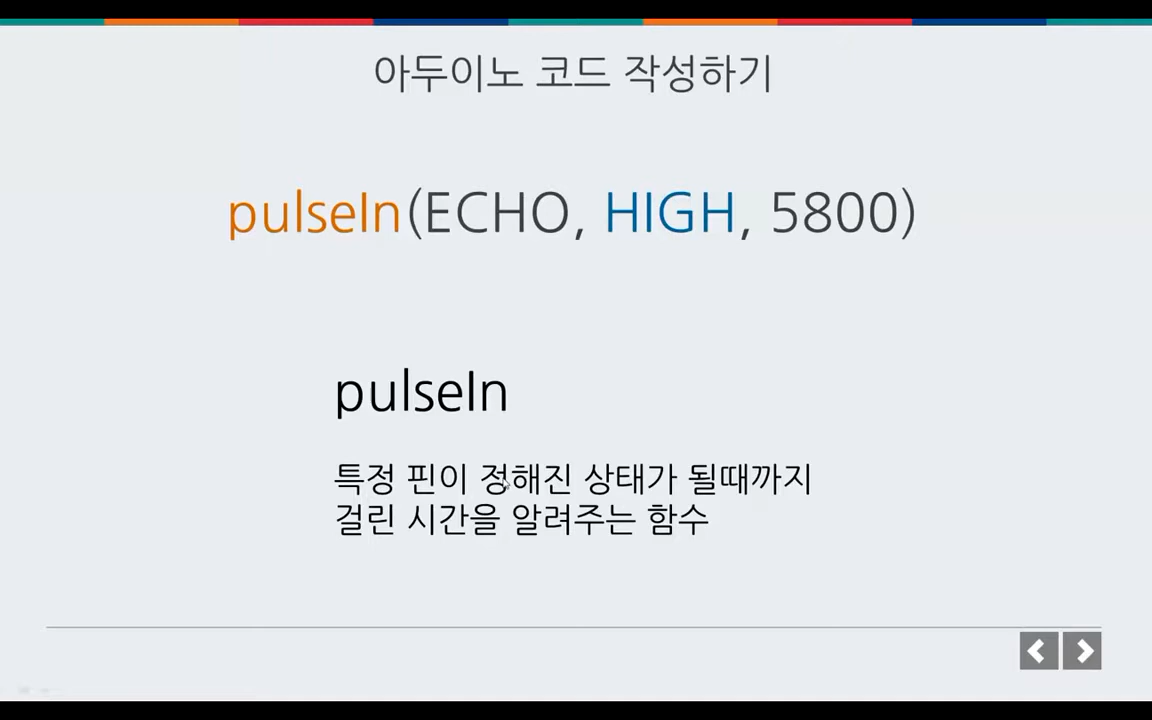 아두이노 코드 작성하기
pulseIn(ECHO, HIGH, 5800)
pulseIn
특정 핀이 정해진 상태가 될때까지
걸린 시간을 알려주는 함수